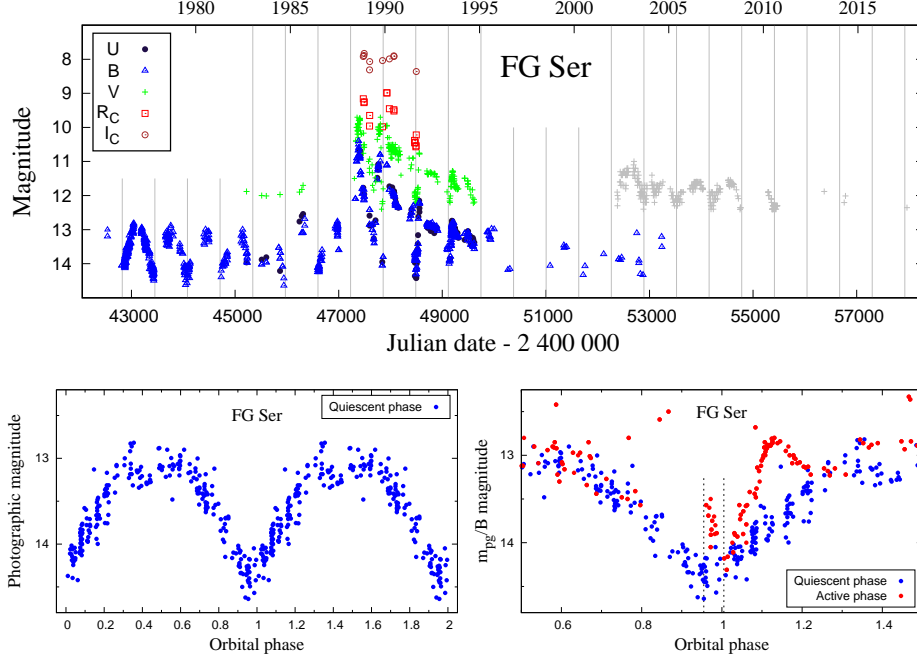 1980 1985 1990 1995 2000 2005 2010 2015
FG Ser
U
B
V
R_C
I_C
Magnitude
8
9
10
11
12
13
14
43000 45000 47000 49000 51000 53000 55000 57000
Julian date - 2 400 000
FG Ser
Quiescent phase
Photographic magnitude
13
14
0 0.2 0.4 0.6 0.8 1 1.2 1.4 1.6 1.8 2
Orbital phase
FG Ser
m_pg/B magnitude
13
14
Quiescent phase
Active phase
0.6 0.8 1 1.2 1.4
Orbital phase